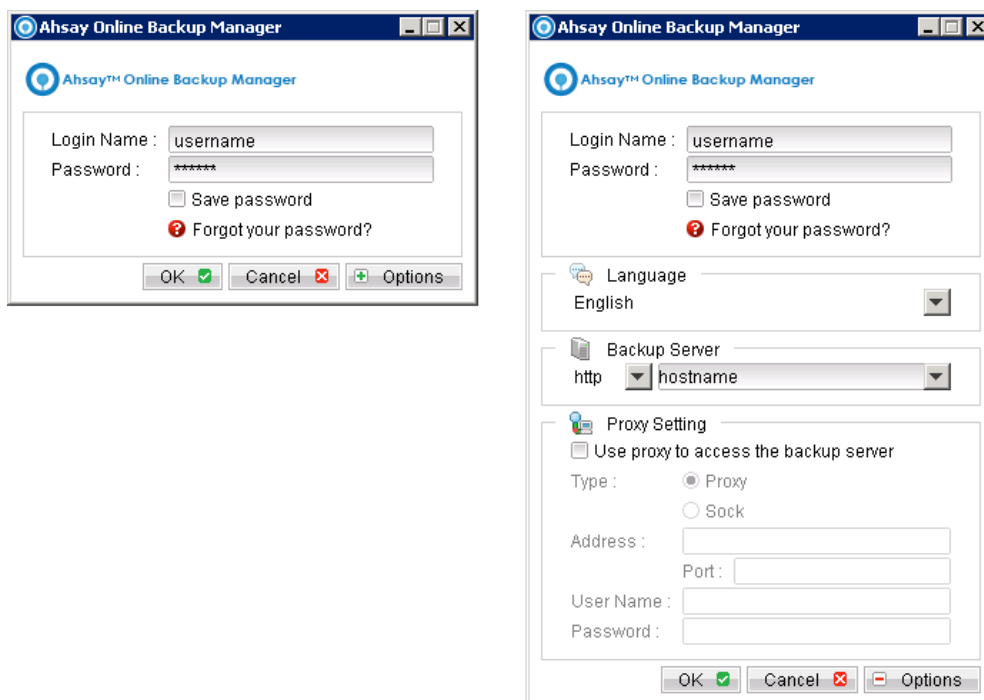 Ahsay Online Backup Manager
Ahsay™ Online Backup Manager
Login Name : username
Password : ******
Save password
Forgot your password?
OK Cancel Options
Ahsay Online Backup Manager
Ahsay™ Online Backup Manager
Login Name : username
Password : ******
Save password
Forgot your password?
Language
English
Backup Server
http hostname
Proxy Setting
Use proxy to access the backup server
Type : Proxy
Sock
Address :
Port :
User Name :
Password :
OK Cancel Options